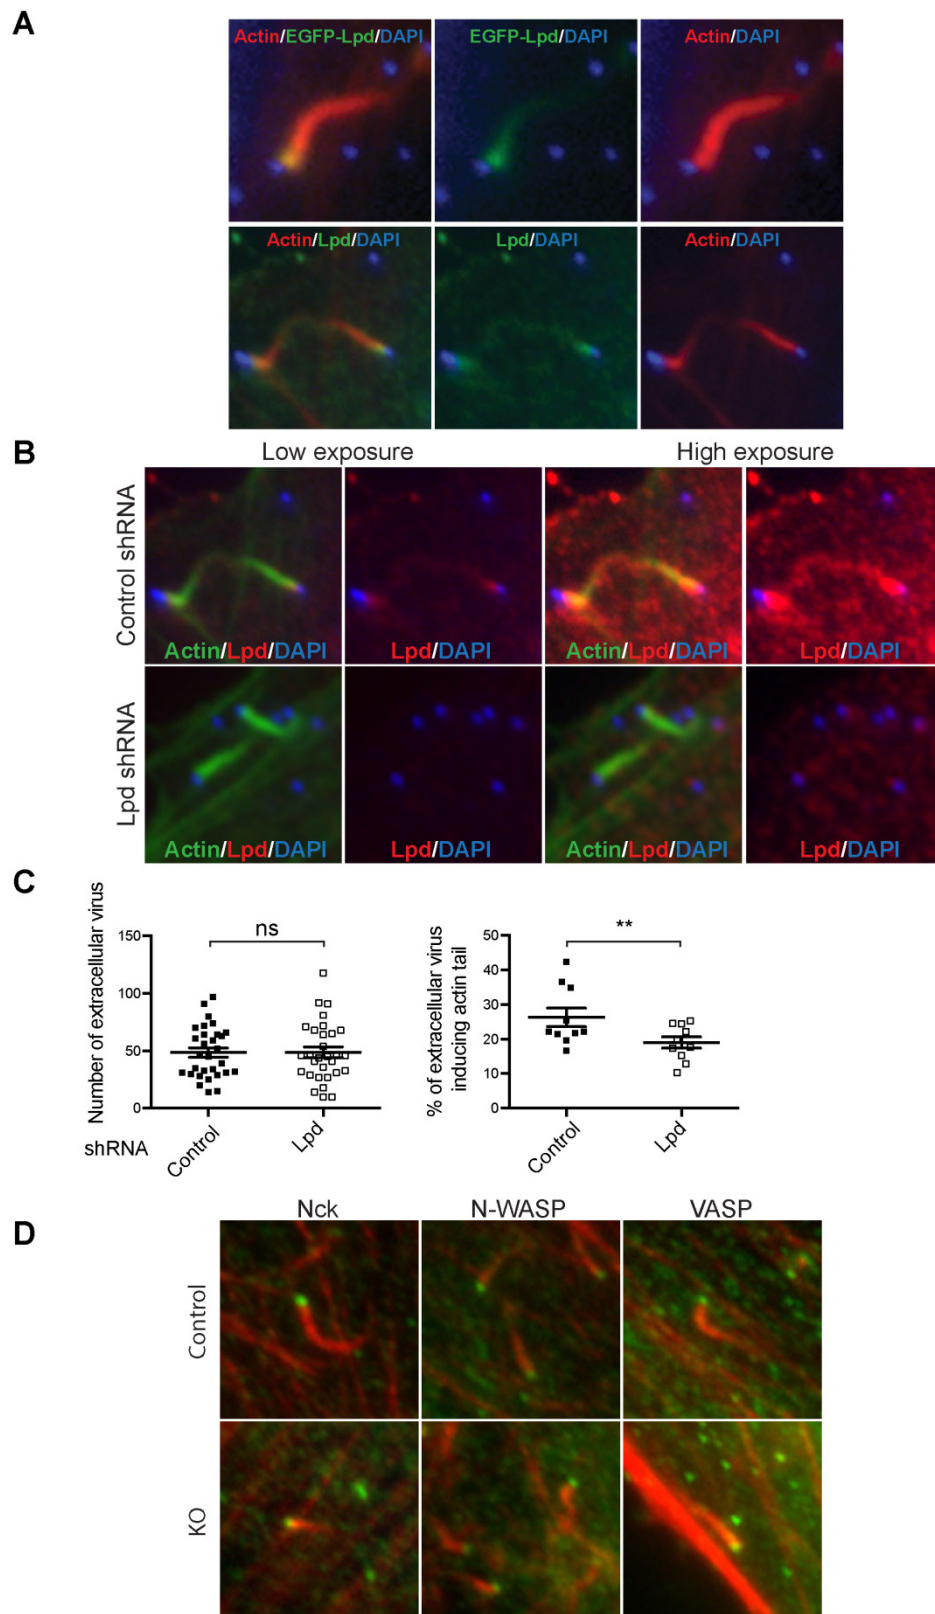 A
Actin/EGFP-Lpd/DAPI
EGFP-Lpd/DAPI
Actin/DAPI
Actin/Lpd/DAPI
Lpd/DAPI
Actin/DAPI
B
Low exposure
High exposure
Control shRNA
Actin/Lpd/DAPI
Lpd/DAPI
Actin/Lpd/DAPI
Lpd/DAPI
Lpd shRNA
Actin/Lpd/DAPI
Lpd/DAPI
Actin/Lpd/DAPI
Lpd/DAPI
C
Number of extracellular virus
150
100
50
0
ns
shRNA
Control
Lpd
% of extracellular virus
inducing actin tail
50
40
30
20
10
0
**
Control
Lpd
D
Nck
N-WASP
VASP
Control
KO